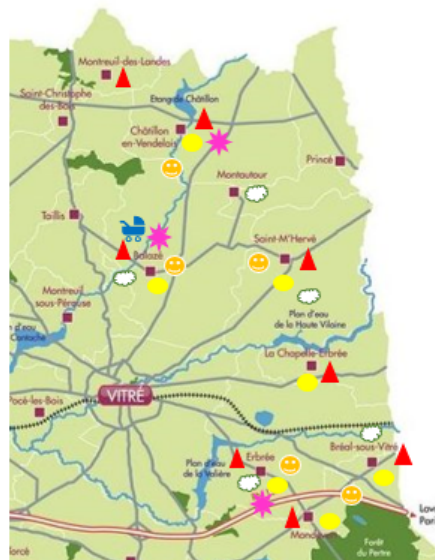 Montreuil-des-Landes
Saint-Christophe
des-Bois
Etang de Châtillon
Châtillon
en-Vendelais
Princé
Montautour
Taillis
Balazé
Saint-M'Hervé
Montreuil
sous-Pérouse
Plan d'eau
de la Haute Vilaine
d'eau
Cantache
La Chapelle-Erbrée
VITRÉ
Pocé-les-Bois
Plan d'eau
de la Valière
Erbrée
Bréal-sous-Vitré
Forêt
du Pertre